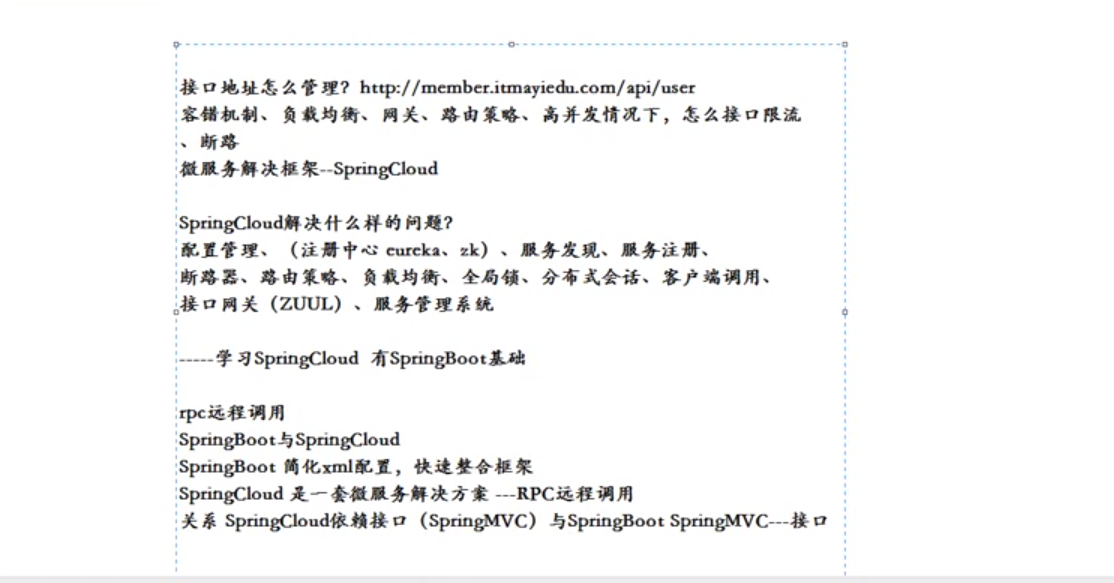 接口地址怎么管理？http://member.itmayiedu.com/api/user
容错机制、负载均衡、网关、路由策略、高并发情况下，怎么接口限流
、断路
微服务解决框架--SpringCloud
SpringCloud解决什么样的问题？
配置管理、（注册中心 eureka、zk）、服务发现、服务注册、
断路器、路由策略、负载均衡、全局锁、分布式会话、客户端调用、
接口网关（ZUUL）、服务管理系统
-----学习SpringCloud 有SpringBoot基础
rpc远程调用
SpringBoot与SpringCloud
SpringBoot 简化xml配置，快速整合框架
SpringCloud 是一套微服务解决方案 ---RPC远程调用
关系 SpringCloud依赖接口（SpringMVC）与SpringBoot SpringMVC---接口